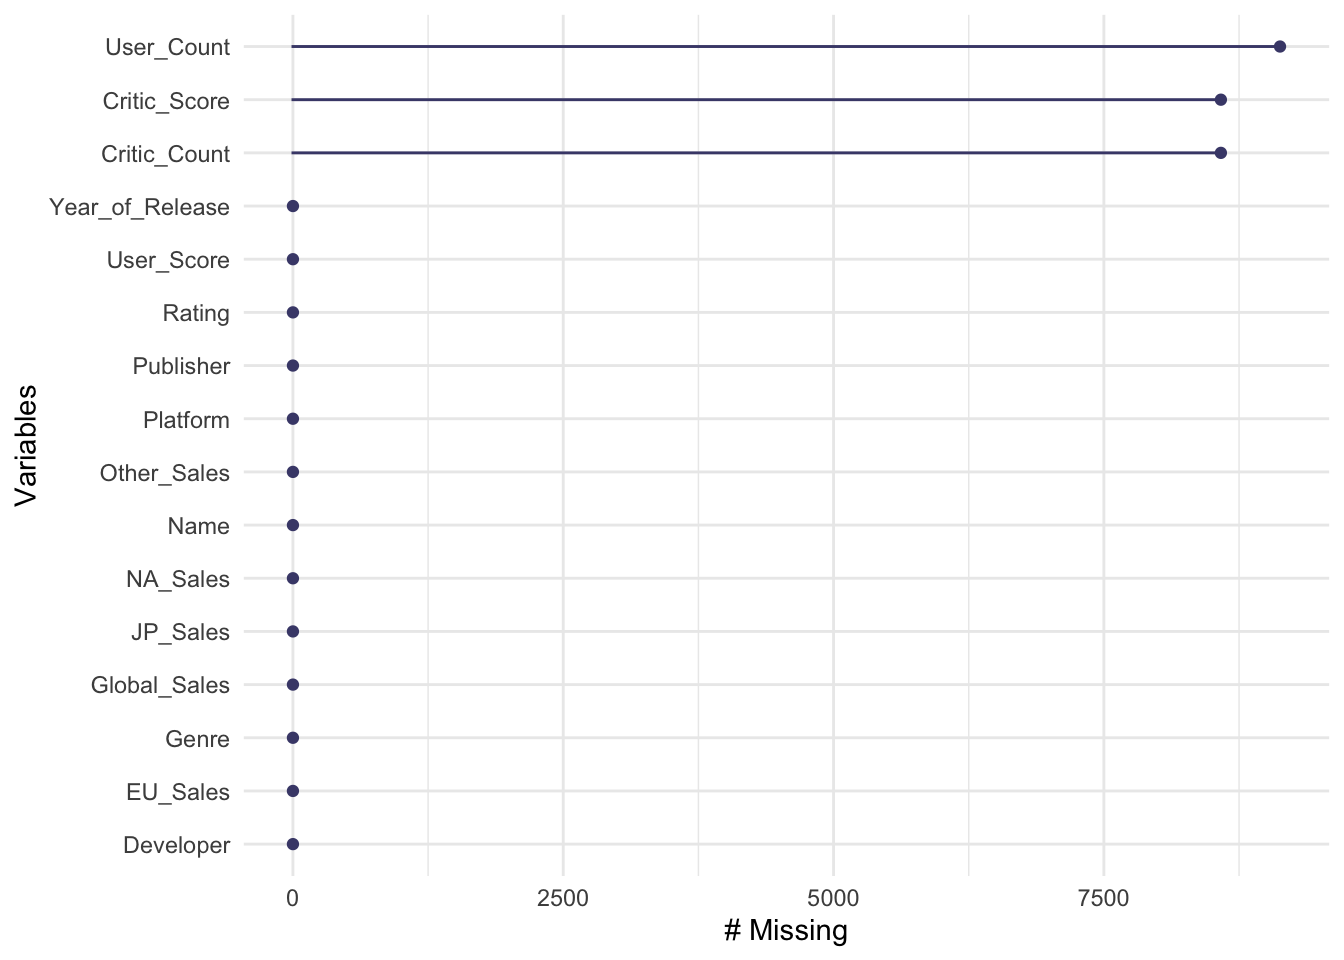 User_Count
Critic_Score
Critic_Count
Year_of_Release
User_Score
Rating
Publisher
Platform
Other_Sales
Name
NA_Sales
JP_Sales
Global_Sales
Genre
EU_Sales
Developer
Variables
0 2500 5000 7500
# Missing